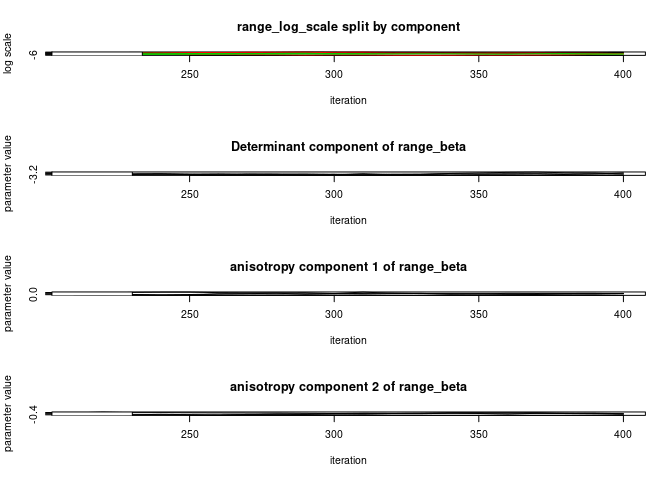 range_log_scale split by component
log scale
-6
250 300 350 400
iteration
Determinant component of range_beta
parameter value
-3.2
250 300 350 400
iteration
anisotropy component 1 of range_beta
parameter value
0.0
250 300 350 400
iteration
anisotropy component 2 of range_beta
parameter value
-0.4
250 300 350 400
iteration